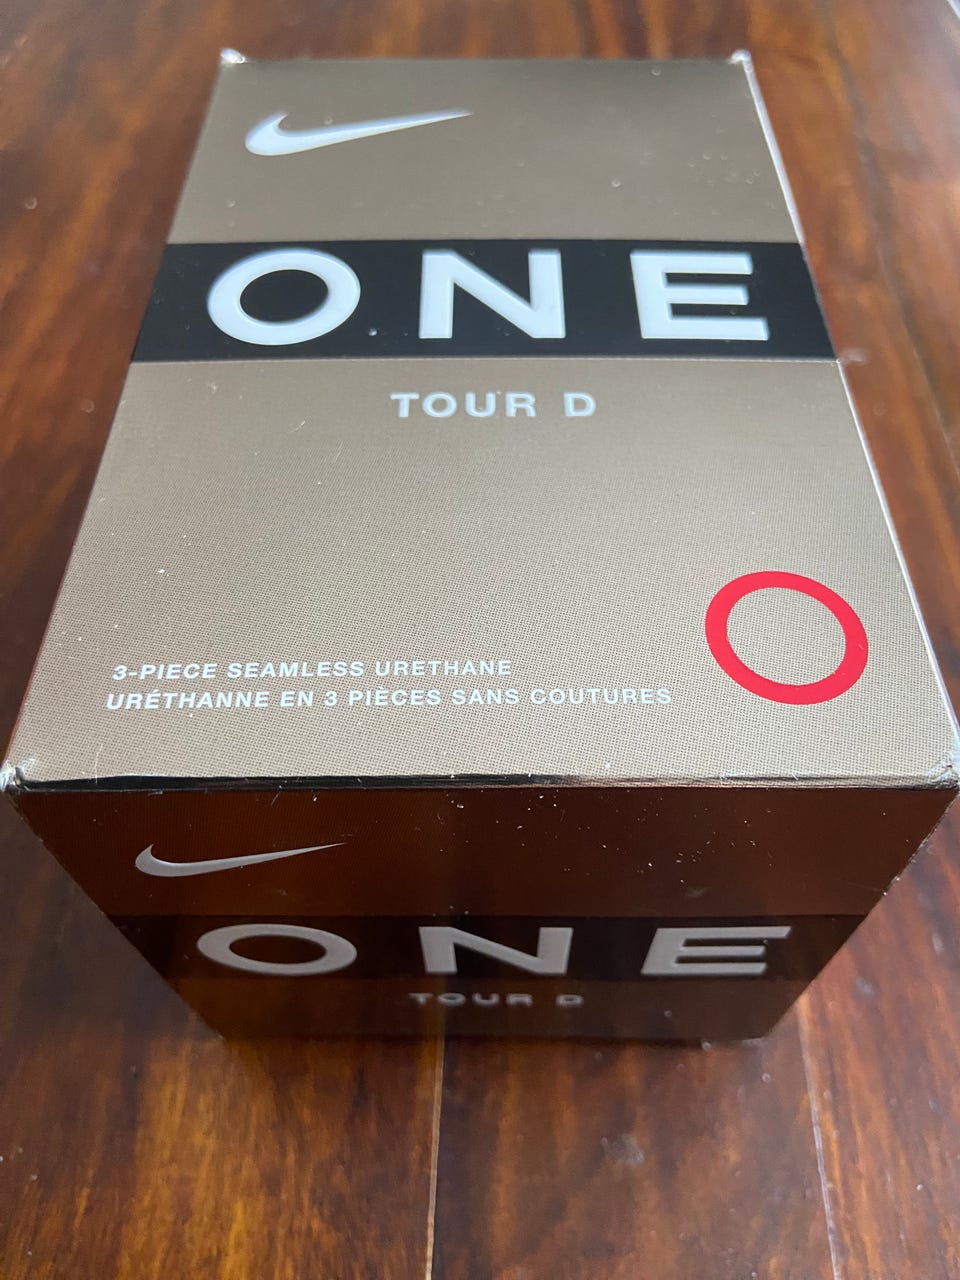 ONE
TOUR D
3-PIECE SEAMLESS URETHANE
URÉTHANNE EN 3 PIÈCES SANS COUTURES
ONE
TOUR D